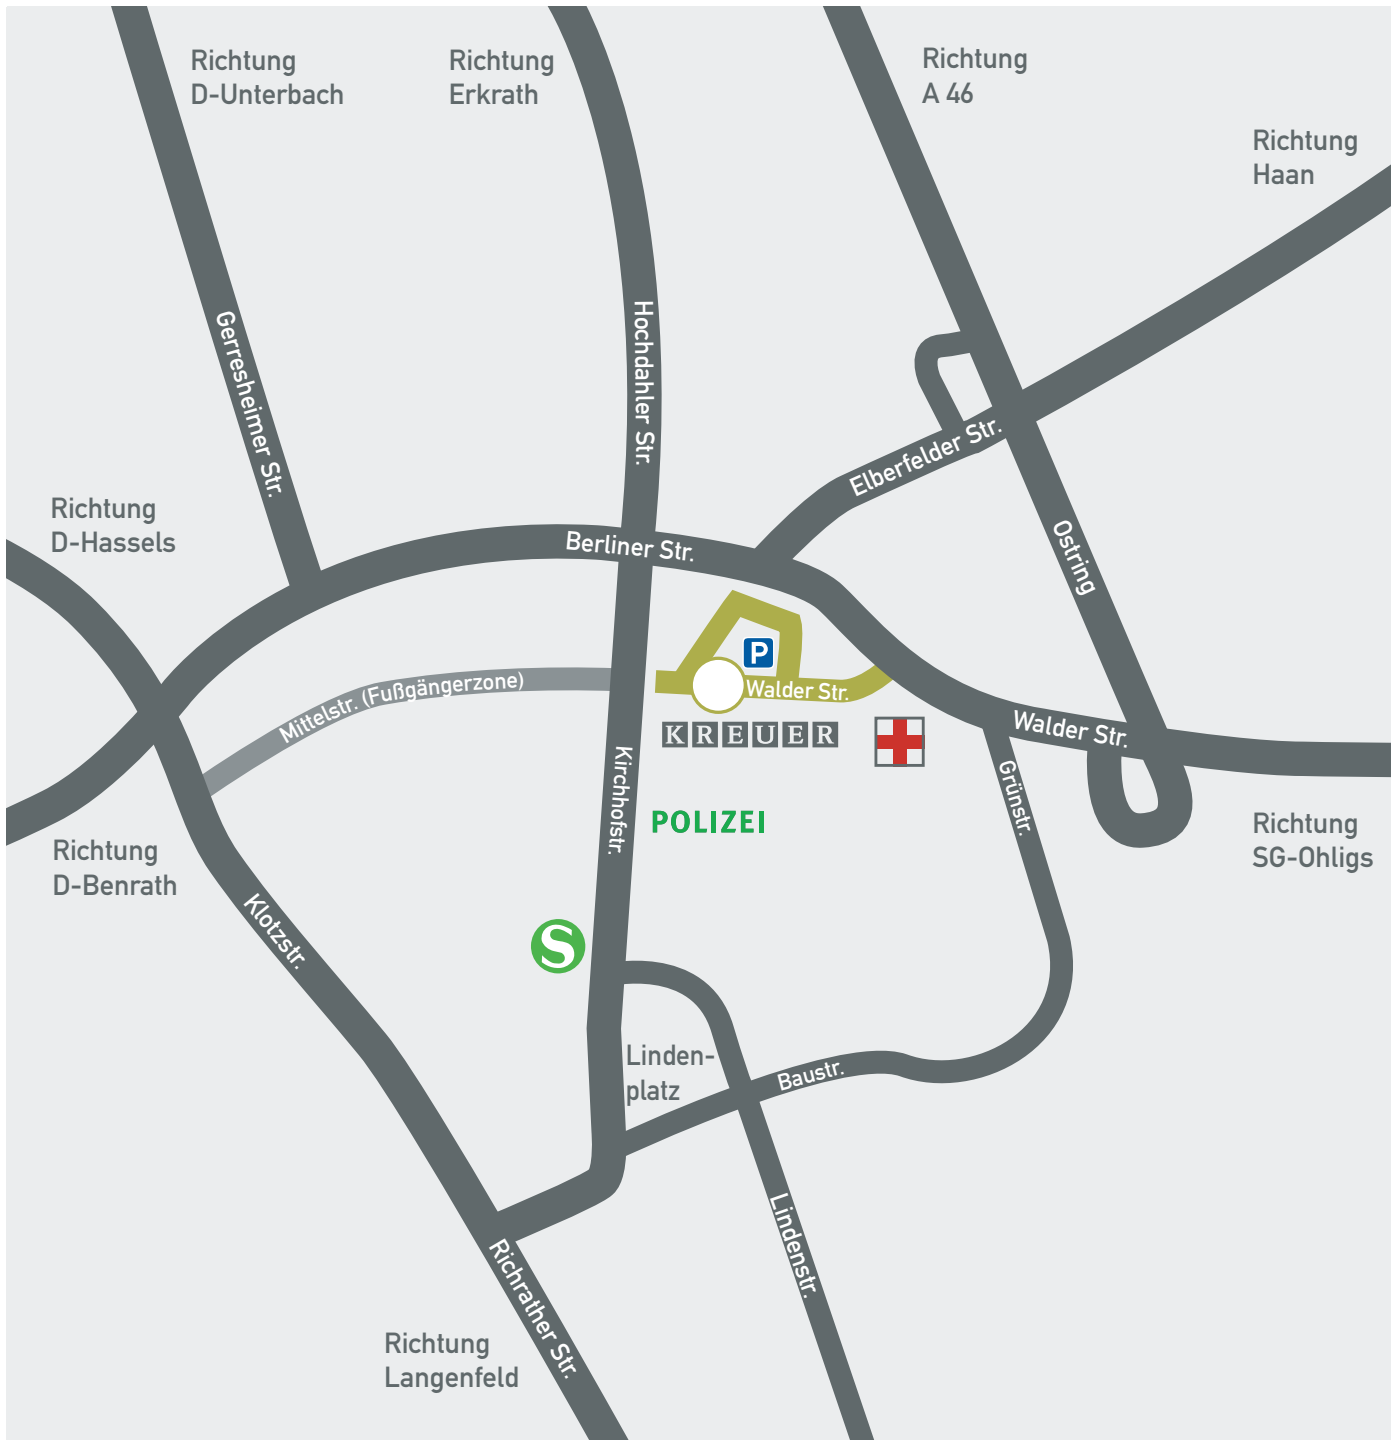 Richtung
D-Unterbach
Richtung
Erkrath
Richtung
A 46
Richtung
Haan
Gerresheimer Str.
Hochdahler Str.
Elberfelder Str.
Richtung
D-Hassels
Berliner Str.
Ostring
P
Mittelstr. (Fußgängerzone)
Walder Str.
KREUER
Walder Str.
Kirchhofstr.
Grünstr.
POLIZEI
Richtung
SG-Ohligs
Richtung
D-Benrath
Klotzstr.
S
Linden-
platz
Baustr.
Lindenstr.
Richrather Str.
Richtung
Langenfeld